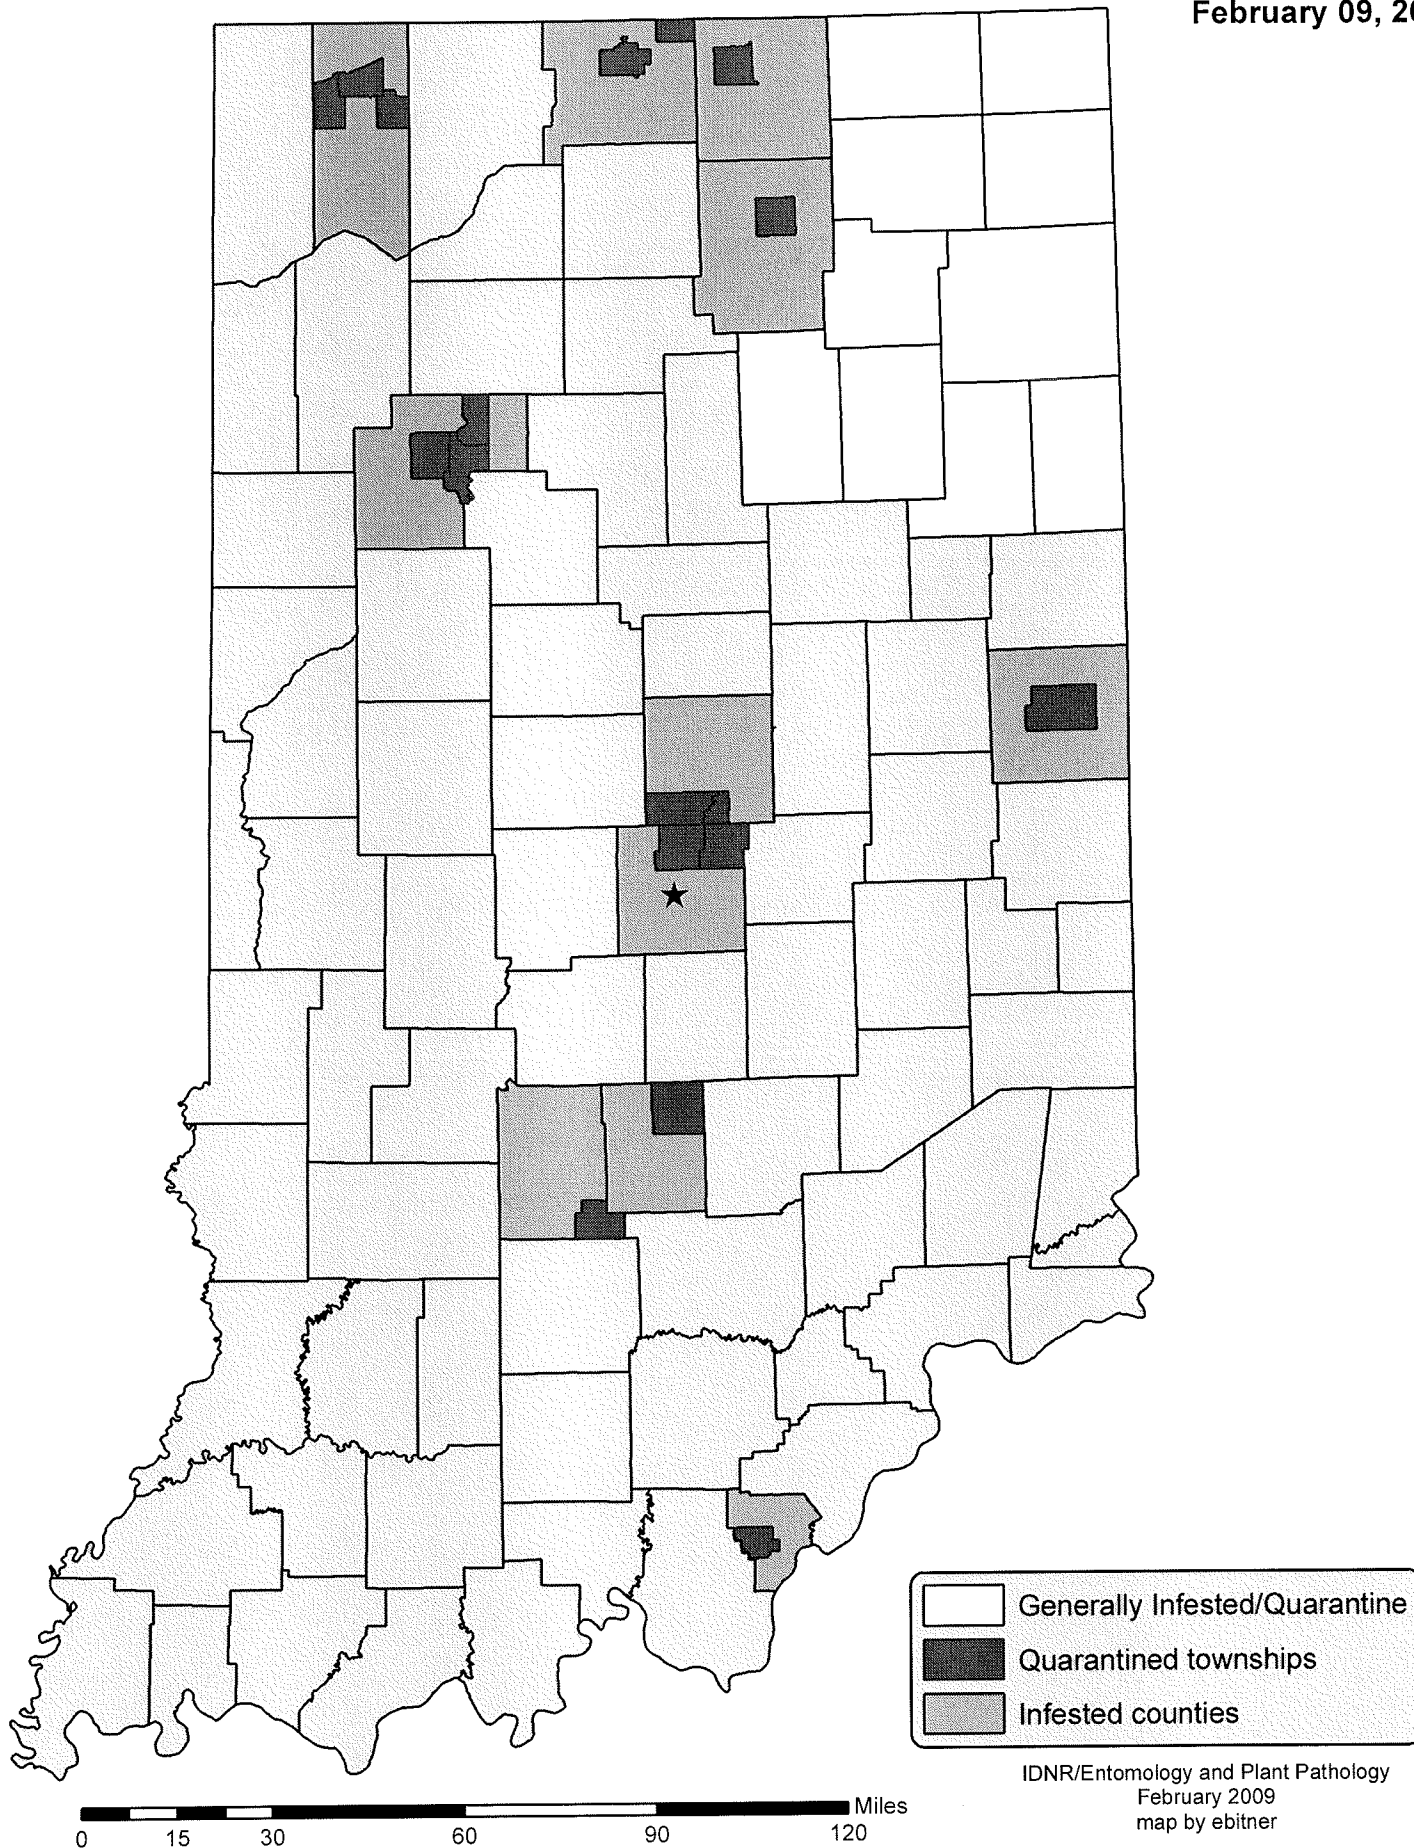 February 09, 20
Generally Infested/Quarantine
Quarantined townships
Infested counties
IDNR/Entomology and Plant Pathology
February 2009
map by ebitner
Miles
0 15 30 60 90 120